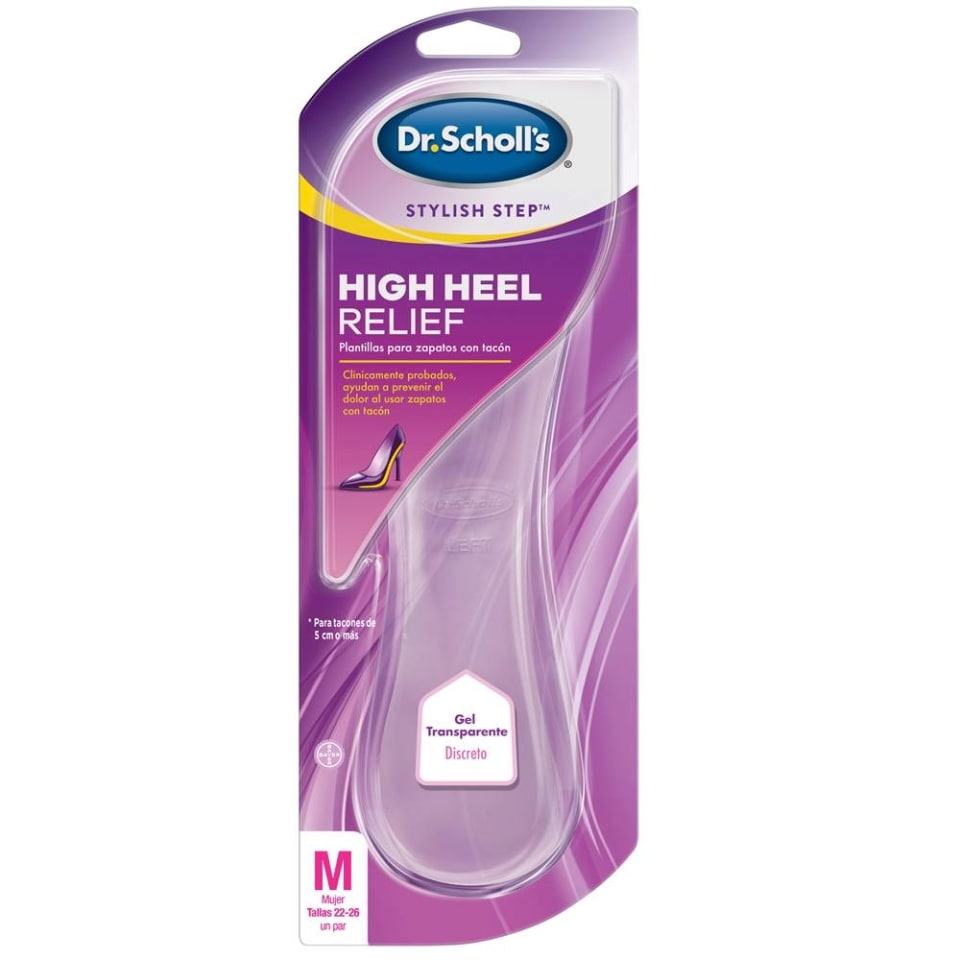 Dr.Scholl's®
STYLISH STEP™
HIGH HEEL
RELIEF
Plantillas para zapatos con tacón
Clínicamente probados,
ayudan a prevenir el
dolor al usar zapatos
con tacón
Dr.Scholl's
LEFT
* Para tacones de
5 cm o más
Gel
Transparente
Discreto
BAYER
BAYER
M
Mujer
Tallas 22-26
un par